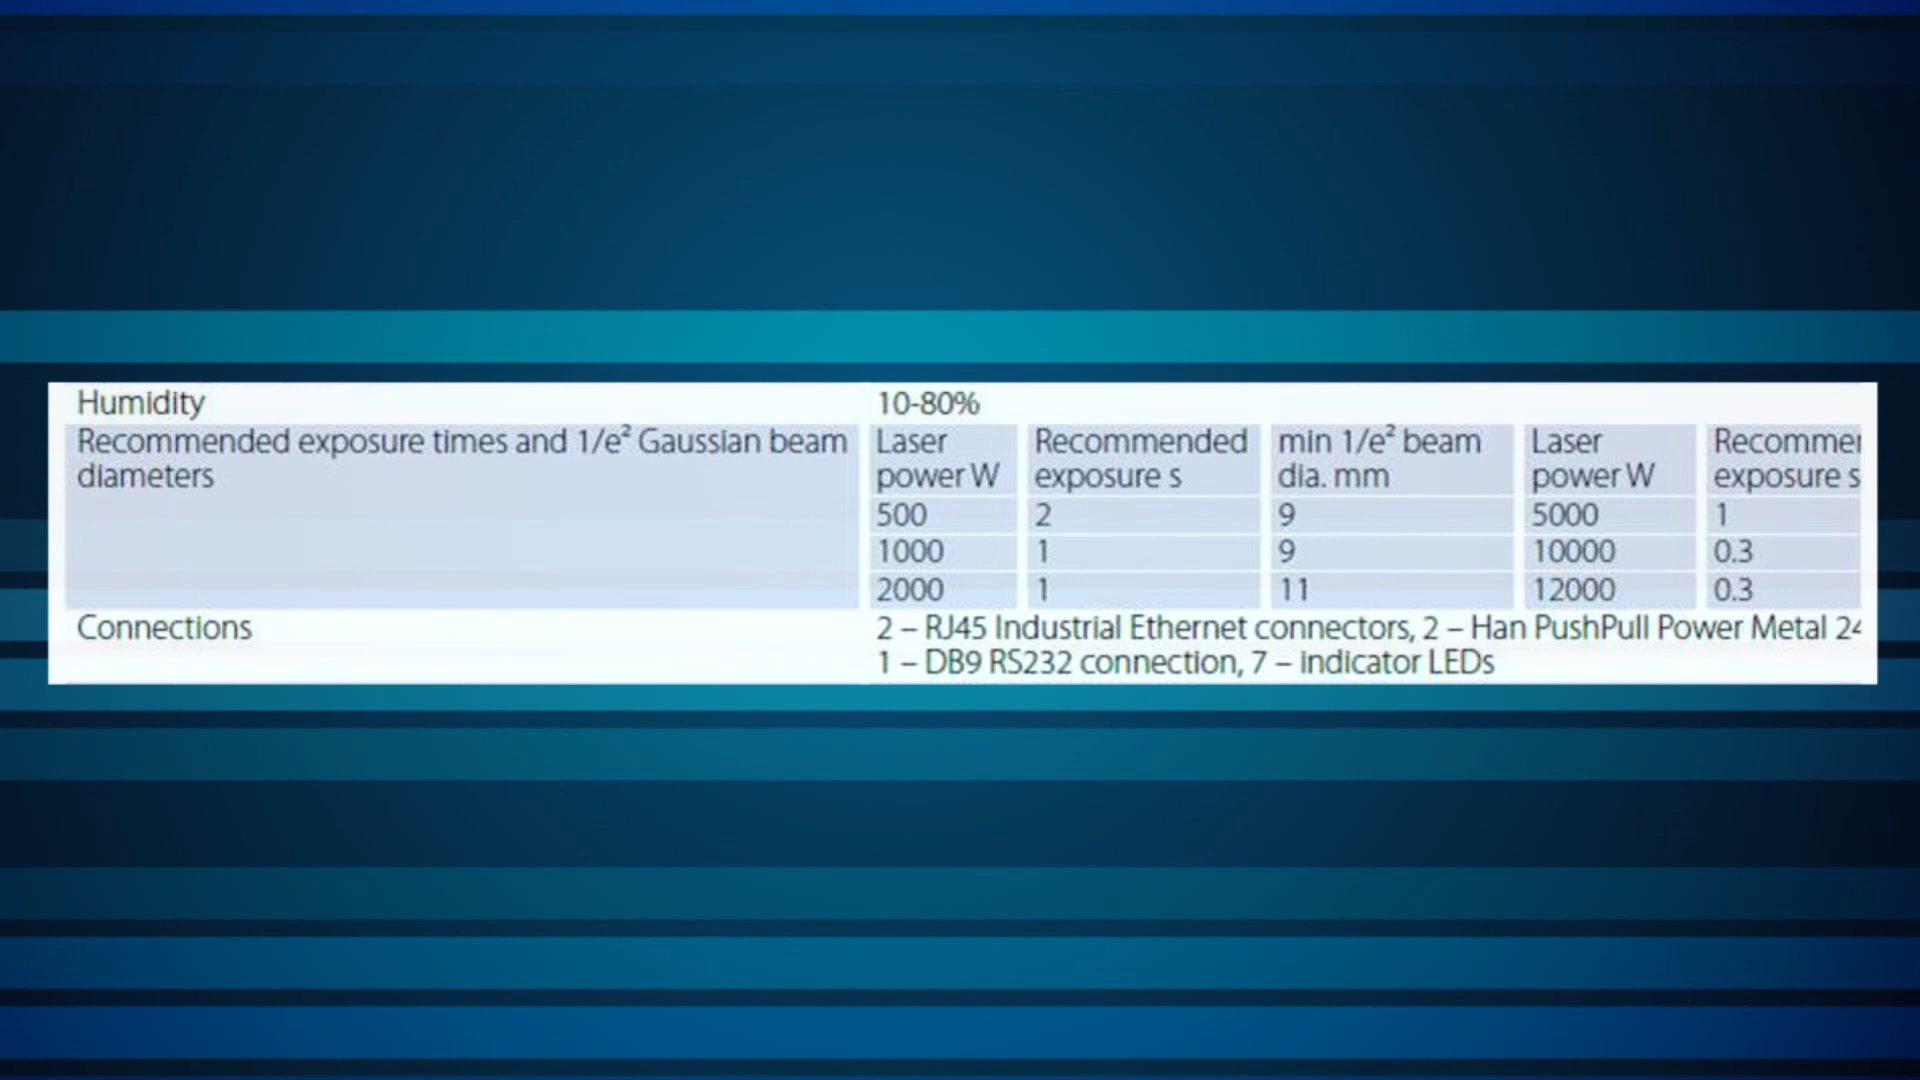 Humidity 10-80%
Recommended exposure times and 1/e² Gaussian beam diameters
Laser power W Recommended exposure s min 1/e² beam dia. mm Laser power W exposure s
500 2 9 5000 1
1000 1 9 10000 0.3
2000 1 11 12000 0.3
Connections 2 – RJ45 Industrial Ethernet connectors, 2 – Han PushPull Power Metal
1 – DB9 RS232 connection, 7 – indicator LEDs